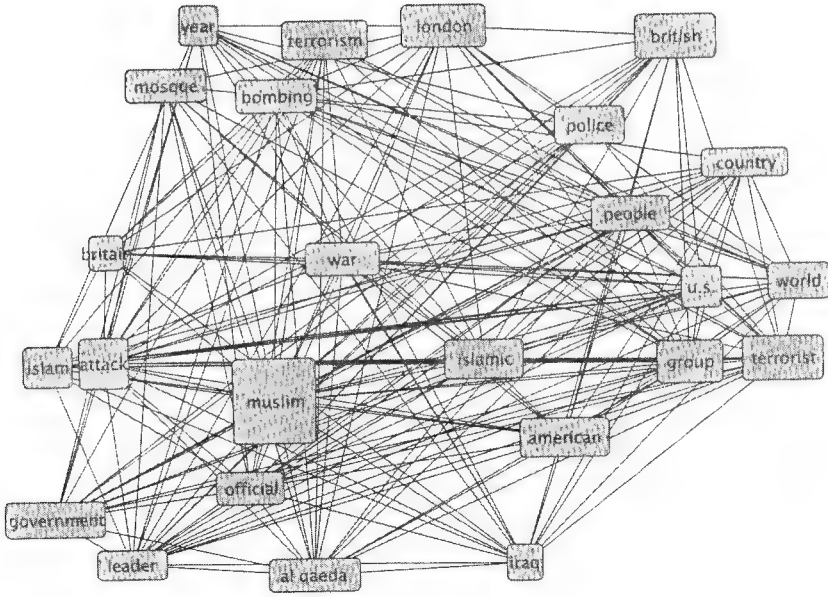 year
terrorism
london
british
mosque
bombing
police
country
people
britain
war
u.s.
world
islam
attack
islamic
group
terrorist
muslim
american
official
government
leader
al qaeda
iraq